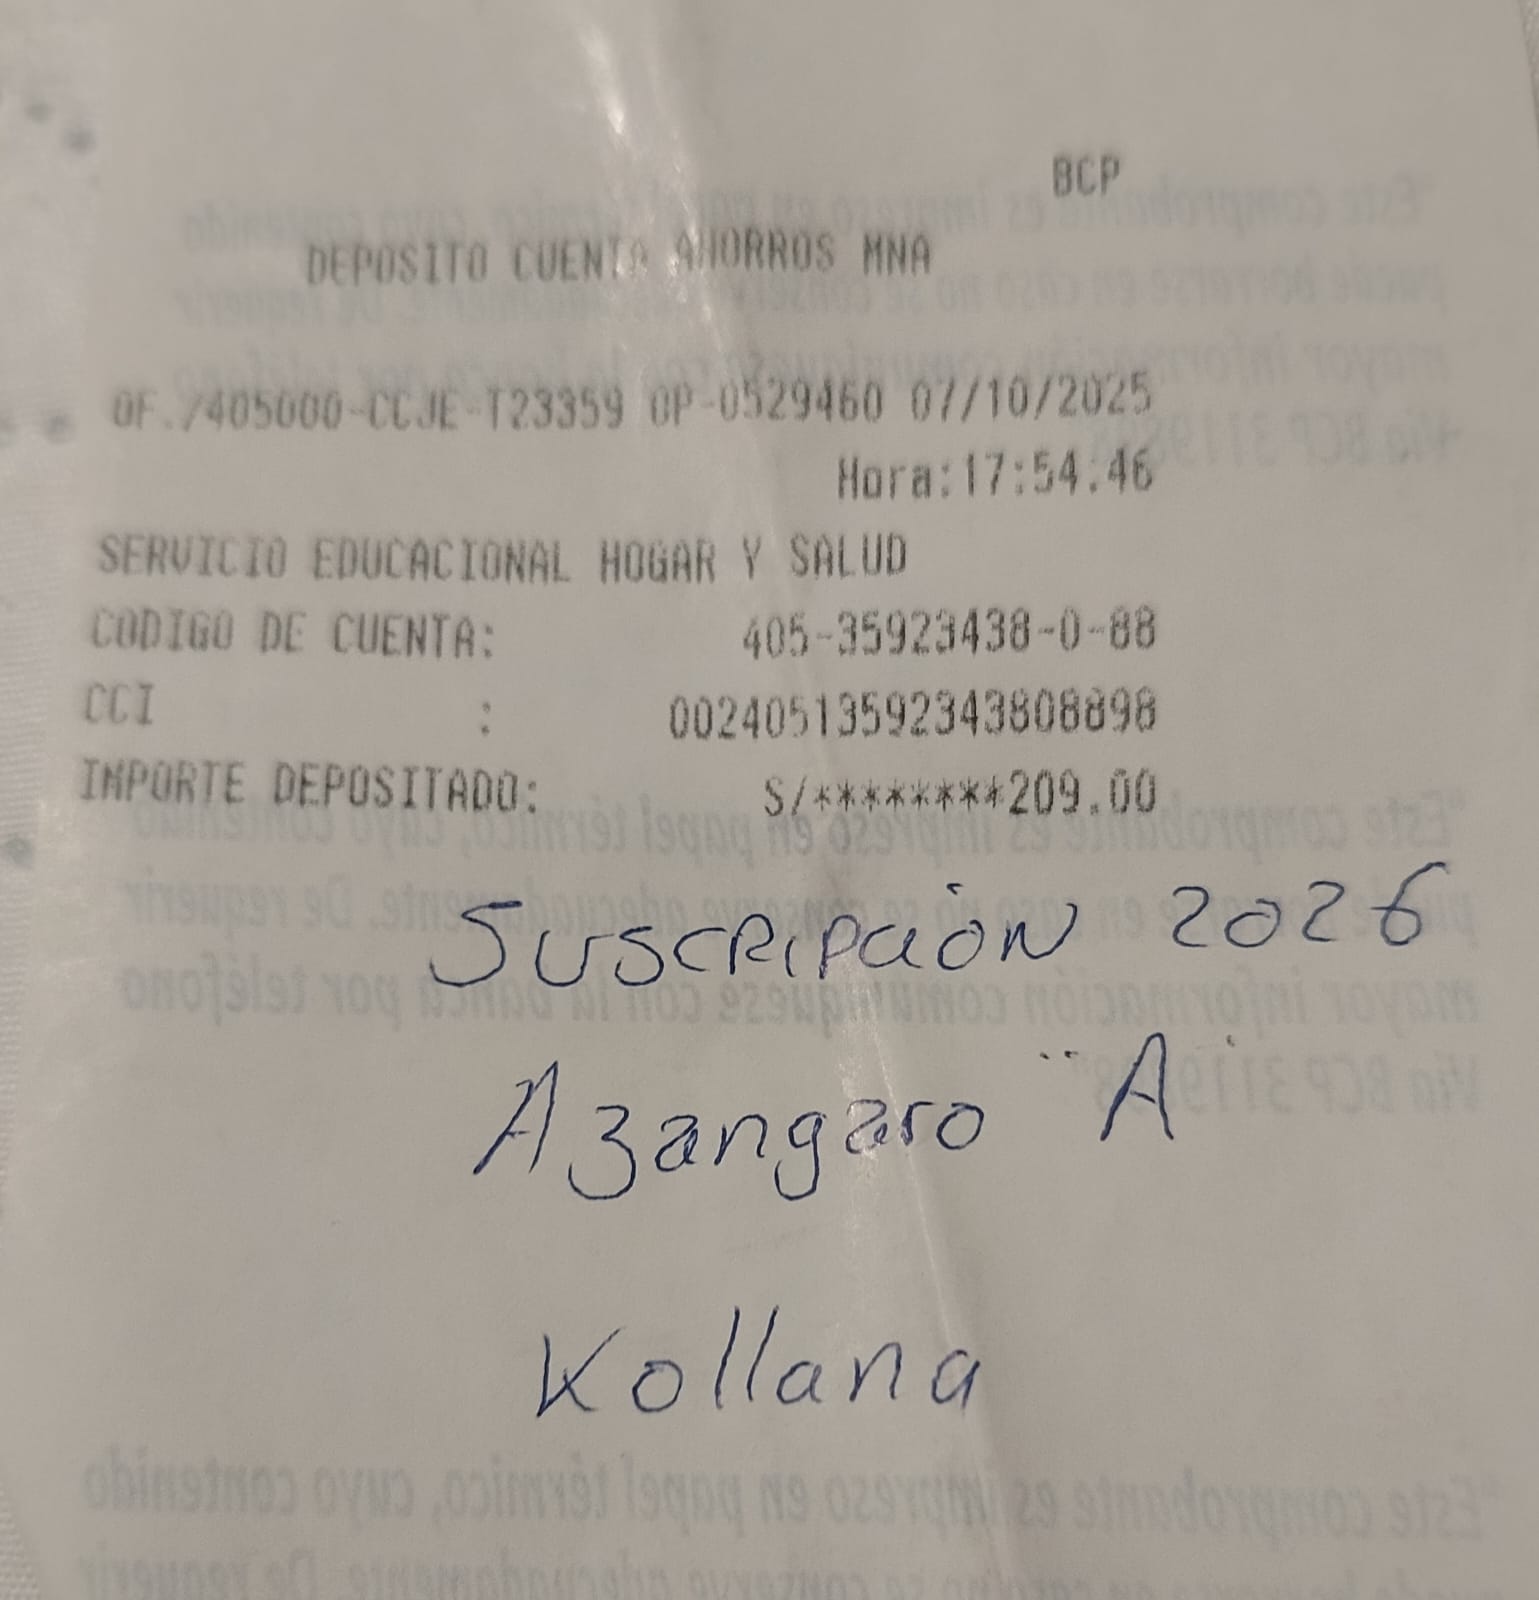 BCP
DEPOSITO CUENTA AHORROS MNA
OF./405000-CCJE-T23359 OP-0529460 07/10/2025
Hora:17:54:46
SERVICIO EDUCACIONAL HOGAR Y SALUD
CODIGO DE CUENTA: 405-35923438-0-88
CCI : 00240513592343808898
IMPORTE DEPOSITADO: S/********209.00
Suscripción 2026
Azangaro "A"
Kollana